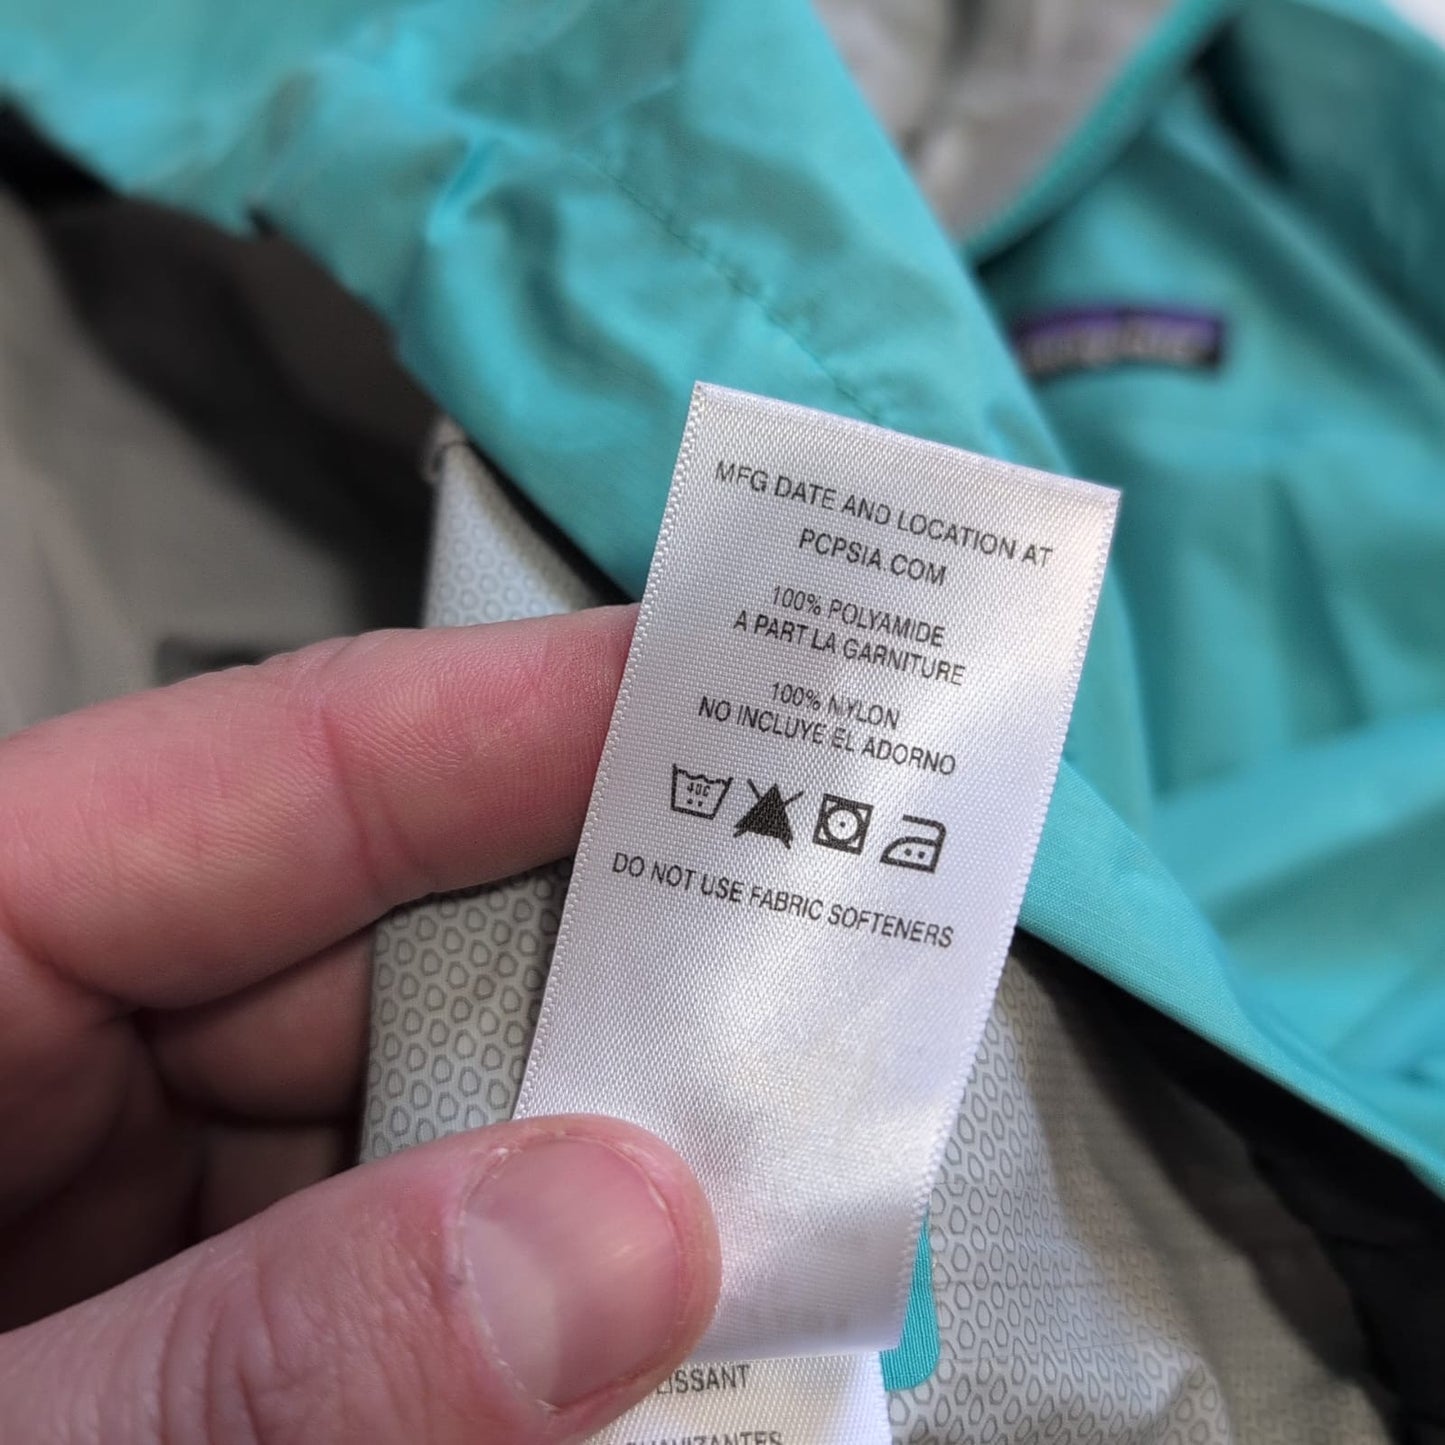 MFG DATE AND LOCATION AT
PCPSIA.COM
100% POLYAMIDE
A PART LA GARNITURE
100% NYLON
NO INCLUYE EL ADORNO
40C
DO NOT USE FABRIC SOFTENERS